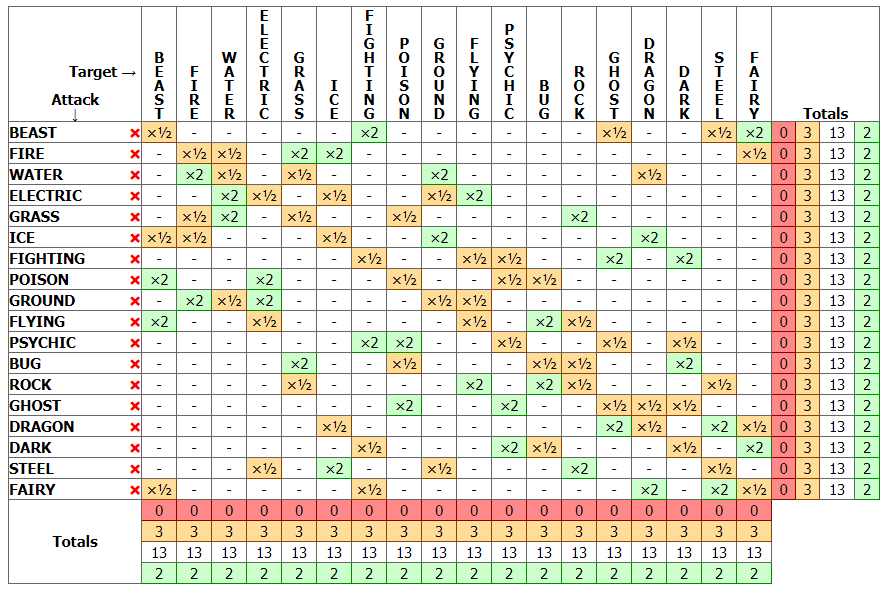 Target →
Attack
↓
BEAST FIRE WATER ELECTRIC GRASS ICE FIGHTING POISON GROUND FLYING PSYCHIC BUG ROCK GHOST DRAGON DARK STEEL FAIRY Totals
BEAST × ×½ - - - - - ×2 - - - - - - ×½ - - ×½ ×2 0 3 13 2
FIRE × - ×½ ×½ - ×2 ×2 - - - - - - - - - - - ×½ 0 3 13 2
WATER × - ×2 ×½ - ×½ - - - ×2 - - - - - ×½ - - - 0 3 13 2
ELECTRIC × - - ×2 ×½ - ×½ - - ×½ ×2 - - - - - - - - 0 3 13 2
GRASS × - ×½ ×2 - ×½ - - ×½ - - - - ×2 - - - - - 0 3 13 2
ICE × ×½ ×½ - - - ×½ - - ×2 - - - - - ×2 - - - 0 3 13 2
FIGHTING × - - - - - - ×½ - - ×½ ×½ - - ×2 - ×2 - - 0 3 13 2
POISON × ×2 - - ×2 - - - ×½ - - ×½ ×½ - - - - - - 0 3 13 2
GROUND × - ×2 ×½ ×2 - - - - ×½ ×½ - - - - - - - - 0 3 13 2
FLYING × ×2 - - ×½ - - - - - ×½ - ×2 ×½ - - - - - 0 3 13 2
PSYCHIC × - - - - - - ×2 ×2 - - ×½ - - ×½ - ×½ - - 0 3 13 2
BUG × - - - - ×2 - - ×½ - - - ×½ ×½ - - ×2 - - 0 3 13 2
ROCK × - - - - ×½ - - - - ×2 - ×2 ×½ - - - ×½ - 0 3 13 2
GHOST × - - - - - - - ×2 - - ×2 - - ×½ ×½ ×½ - - 0 3 13 2
DRAGON × - - - - - ×½ - - - - - - - ×2 ×½ - ×2 ×½ 0 3 13 2
DARK × - - - - - - ×½ - - - ×2 ×½ - - - ×½ - ×2 0 3 13 2
STEEL × - - - ×½ - ×2 - - ×½ - - - ×2 - - - ×½ - 0 3 13 2
FAIRY × ×½ - - - - - ×½ - - - - - - - ×2 - ×2 ×½ 0 3 13 2
Totals
0 0 0 0 0 0 0 0 0 0 0 0 0 0 0 0 0 0
3 3 3 3 3 3 3 3 3 3 3 3 3 3 3 3 3 3
13 13 13 13 13 13 13 13 13 13 13 13 13 13 13 13 13 13
2 2 2 2 2 2 2 2 2 2 2 2 2 2 2 2 2 2